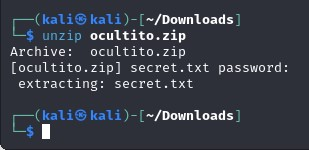 ┌──(kali㉿kali)-[~/Downloads]
└─$ unzip ocultito.zip
Archive:  ocultito.zip
[ocultito.zip] secret.txt password:
 extracting: secret.txt
┌──(kali㉿kali)-[~/Downloads]
└─$